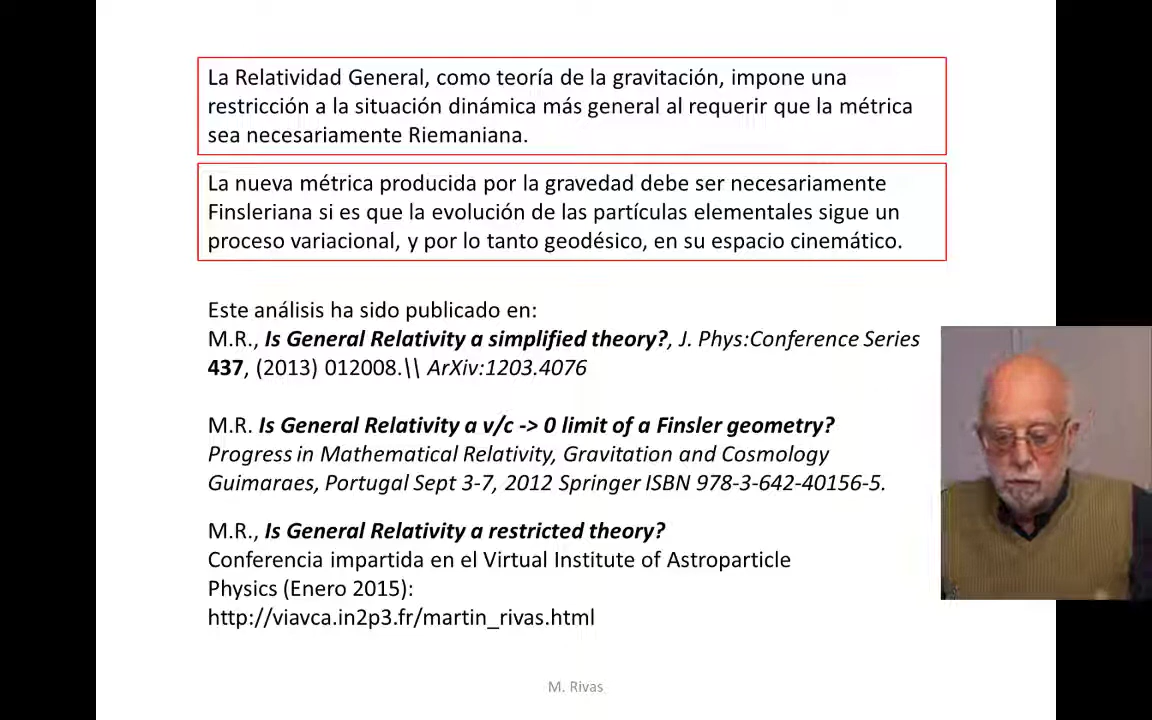 La Relatividad General, como teoría de la gravitación, impone una
restricción a la situación dinámica más general al requerir que la métrica
sea necesariamente Riemaniana.
La nueva métrica producida por la gravedad debe ser necesariamente
Finsleriana si es que la evolución de las partículas elementales sigue un
proceso variacional, y por lo tanto geodésico, en su espacio cinemático.
Este análisis ha sido publicado en:
M.R., Is General Relativity a simplified theory?, J. Phys:Conference Series
437, (2013) 012008.\\ ArXiv:1203.4076
M.R. Is General Relativity a v/c -> 0 limit of a Finsler geometry?
Progress in Mathematical Relativity, Gravitation and Cosmology
Guimaraes, Portugal Sept 3-7, 2012 Springer ISBN 978-3-642-40156-5.
M.R., Is General Relativity a restricted theory?
Conferencia impartida en el Virtual Institute of Astroparticle
Physics (Enero 2015):
http://viavca.in2p3.fr/martin_rivas.html
M. Rivas